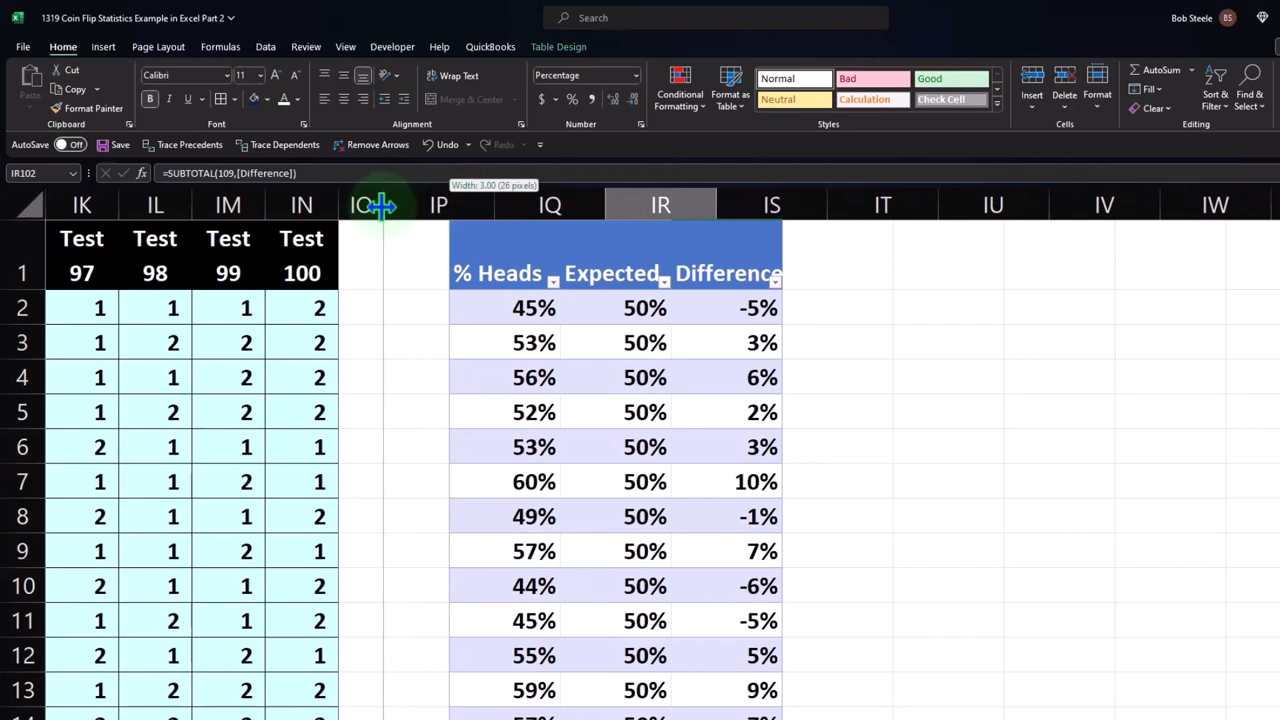 1319 Coin Flip Statistics Example in Excel Part 2
Search
Bob Steele BS
File Home Insert Page Layout Formulas Data Review View Developer Help QuickBooks Table Design
Paste
Cut
Copy
Format Painter
Clipboard
Calibri 11
B I U
Font
Wrap Text
Merge & Center
Alignment
Percentage
$ % ,
Number
Conditional Formatting
Format as Table
Normal Bad Good
Neutral Calculation Check Cell
Styles
Insert Delete Format
Cells
AutoSum
Fill
Clear
Sort & Filter
Find & Select
Editing
AutoSave Off Save Trace Precedents Trace Dependents Remove Arrows Undo Redo
IR102 fx =SUBTOTAL(109,[Difference])
Width: 3.00 (26 pixels)
IK IL IM IN IO IP IQ IR IS IT IU IV IW
Test Test Test Test
1 97 98 99 100 % Heads Expected Difference
2 1 1 1 2 45% 50% -5%
3 1 2 2 2 53% 50% 3%
4 1 1 2 2 56% 50% 6%
5 1 2 2 2 52% 50% 2%
6 2 1 1 1 53% 50% 3%
7 1 1 2 1 60% 50% 10%
8 2 1 1 2 49% 50% -1%
9 1 1 2 1 57% 50% 7%
10 2 1 1 2 44% 50% -6%
11 1 2 1 2 45% 50% -5%
12 2 1 2 1 55% 50% 5%
13 1 2 2 2 59% 50% 9%